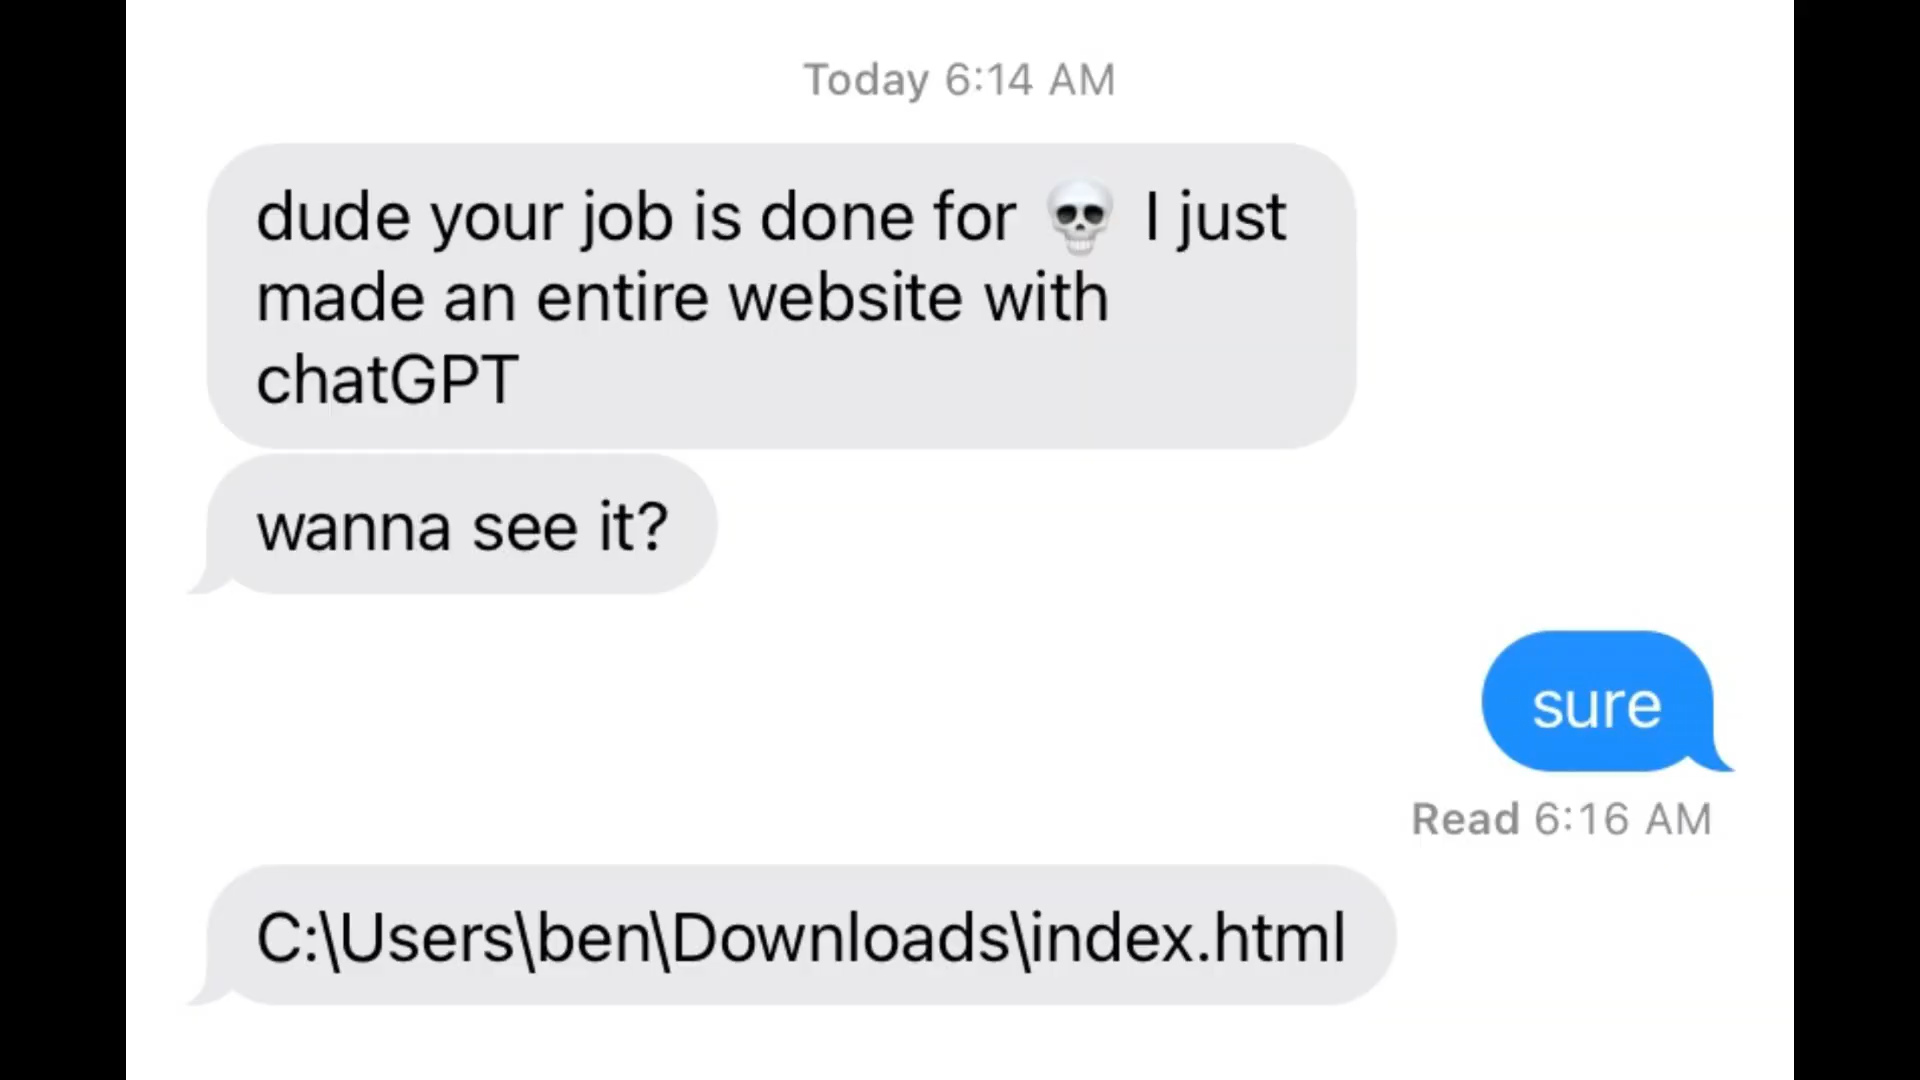 Today 6:14 AM
dude your job is done for 💀 I just
made an entire website with
chatGPT
wanna see it?
sure
Read 6:16 AM
C:\Users\ben\Downloads\index.html